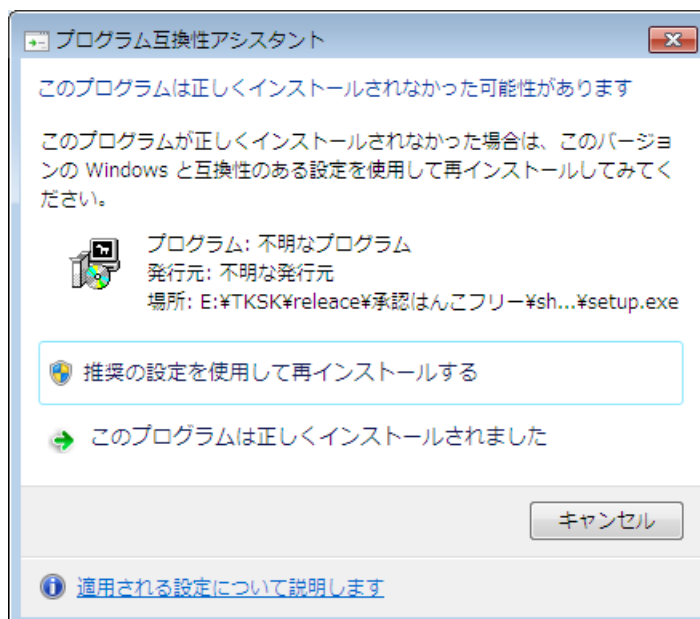 プログラム互換性アシスタント
このプログラムは正しくインストールされなかった可能性があります
このプログラムが正しくインストールされなかった場合は、このバージョ
ンの Windows と互換性のある設定を使用して再インストールしてみてく
ださい。
プログラム: 不明なプログラム
発行元: 不明な発行元
場所: E:¥TKSK¥releace¥承認はんこフリー¥sh...¥setup.exe
推奨の設定を使用して再インストールする
このプログラムは正しくインストールされました
キャンセル
適用される設定について説明します